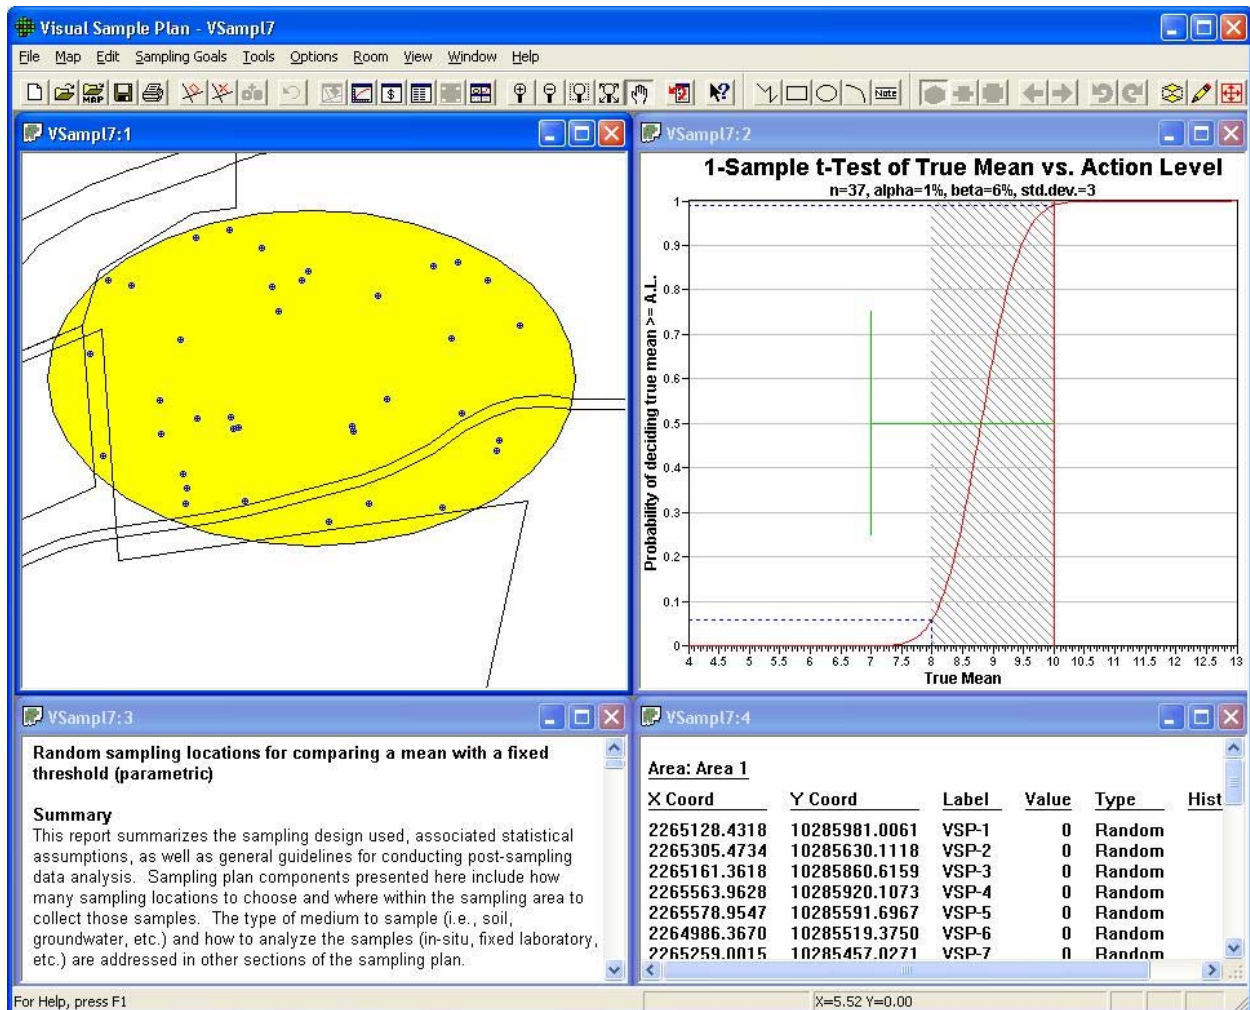 Visual Sample Plan - VSampl7
File Map Edit Sampling Goals Tools Options Room View Window Help
MAP
$
Note
VSampl7:1
VSampl7:2
1-Sample t-Test of True Mean vs. Action Level
n=37, alpha=1%, beta=6%, std.dev.=3
Probability of deciding true mean >= A.L.
1
0.9
0.8
0.7
0.6
0.5
0.4
0.3
0.2
0.1
0
4 4.5 5 5.5 6 6.5 7 7.5 8 8.5 9 9.5 10 10.5 11 11.5 12 12.5 13
True Mean
VSampl7:3
Random sampling locations for comparing a mean with a fixed
threshold (parametric)
Summary
This report summarizes the sampling design used, associated statistical
assumptions, as well as general guidelines for conducting post-sampling
data analysis. Sampling plan components presented here include how
many sampling locations to choose and where within the sampling area to
collect those samples. The type of medium to sample (i.e., soil,
groundwater, etc.) and how to analyze the samples (in-situ, fixed laboratory,
etc.) are addressed in other sections of the sampling plan.
VSampl7:4
Area: Area 1
X Coord Y Coord Label Value Type Hist
2265128.4318 10285981.0061 VSP-1 0 Random
2265305.4734 10285630.1118 VSP-2 0 Random
2265161.3618 10285860.6159 VSP-3 0 Random
2265563.9628 10285920.1073 VSP-4 0 Random
2265578.9547 10285591.6967 VSP-5 0 Random
2264986.3670 10285519.3750 VSP-6 0 Random
2265259.0015 10285457.0271 VSP-7 0 Random
For Help, press F1
X=5.52 Y=0.00